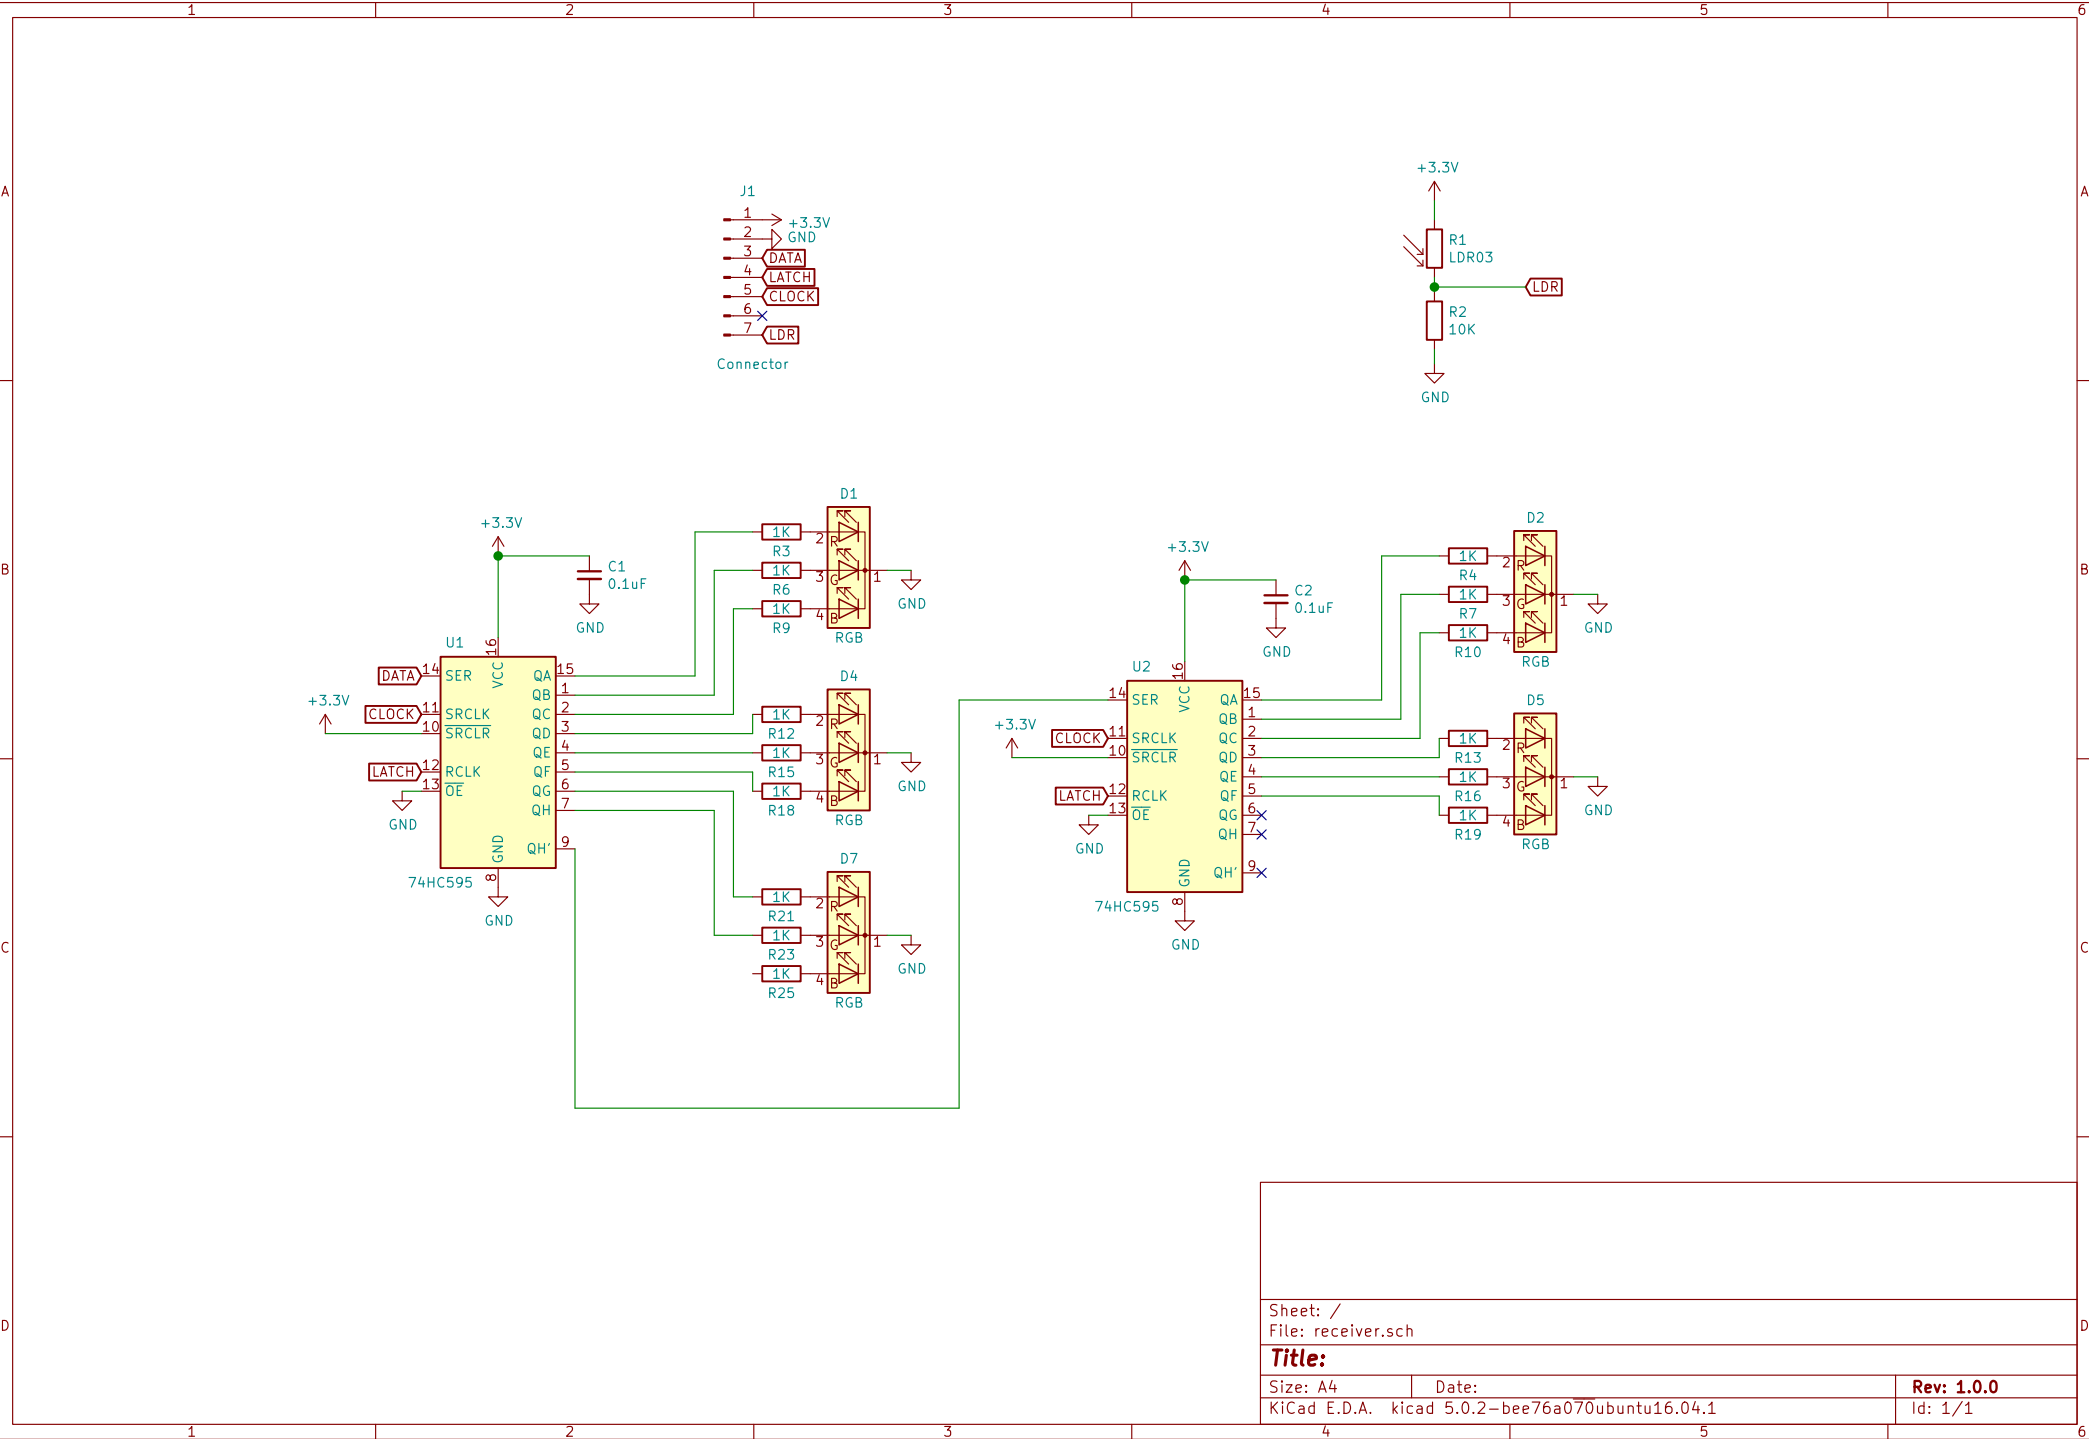 1 2 3 4 5 6
A A
B B
C C
D D
1 2 3 4 5 6
J1
1 +3.3V
2 GND
3 DATA
4 LATCH
5 CLOCK
6
7 LDR
Connector
+3.3V
R1
LDR03
LDR
R2
10K
GND
+3.3V
C1
0.1uF
GND
U1
16
VCC
DATA 14 SER
+3.3V
CLOCK 11 SRCLK
10 SRCLR
LATCH 12 RCLK
13 OE
GND
QA 15
QB 1
QC 2
QD 3
QE 4
QF 5
QG 6
QH 7
QH' 9
GND
8
74HC595
GND
D1
1K 2 R
R3
1K 3 G 1
R6
GND
1K 4 B
R9
RGB
D4
1K 2 R
R12
1K 3 G 1
R15
GND
1K 4 B
R18
RGB
D7
1K 2 R
R21
1K 3 G 1
R23
GND
1K 4 B
R25
RGB
+3.3V
C2
0.1uF
GND
U2
16
VCC
14 SER
+3.3V
CLOCK 11 SRCLK
10 SRCLR
LATCH 12 RCLK
13 OE
GND
QA 15
QB 1
QC 2
QD 3
QE 4
QF 5
QG 6
QH 7
QH' 9
GND
8
74HC595
GND
D2
1K 2 R
R4
1K 3 G 1
R7
GND
1K 4 B
R10
RGB
D5
1K 2 R
R13
1K 3 G 1
R16
GND
1K 4 B
R19
RGB
Sheet: /
File: receiver.sch
Title:
Size: A4 Date: Rev: 1.0.0
KiCad E.D.A. kicad 5.0.2-bee76a070ubuntu16.04.1 Id: 1/1